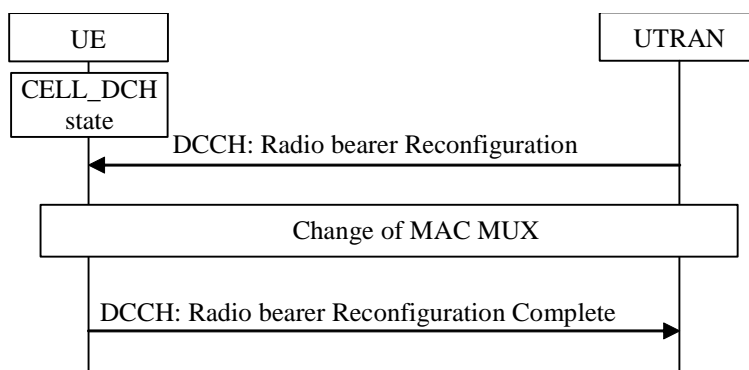 UE
UTRAN
CELL_DCH
state
DCCH: Radio bearer Reconfiguration
Change of MAC MUX
DCCH: Radio bearer Reconfiguration Complete